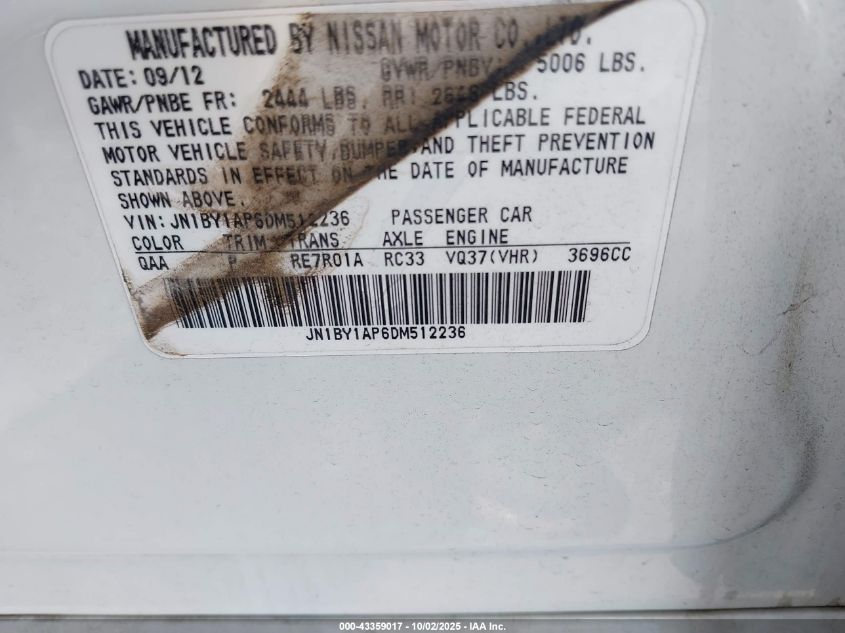 MANUFACTURED BY NISSAN MOTOR CO.,LTD.
DATE: 09/12 GVWR/PNBV: 5006 LBS.
GAWR/PNBE FR: 2444 LBS. RR: LBS.
THIS VEHICLE CONFORMS TO ALL APPLICABLE FEDERAL
MOTOR VEHICLE SAFETY,BUMPER,AND THEFT PREVENTION
STANDARDS IN EFFECT ON THE DATE OF MANUFACTURE
SHOWN ABOVE.
VIN: JN1BY1AP6DM512236 PASSENGER CAR
COLOR TRIM TRANS AXLE ENGINE
QAA RE7R01A RC33 VQ37(VHR) 3696CC
JN1BY1AP6DM512236
000-43359017 - 10/02/2025 - IAA Inc.